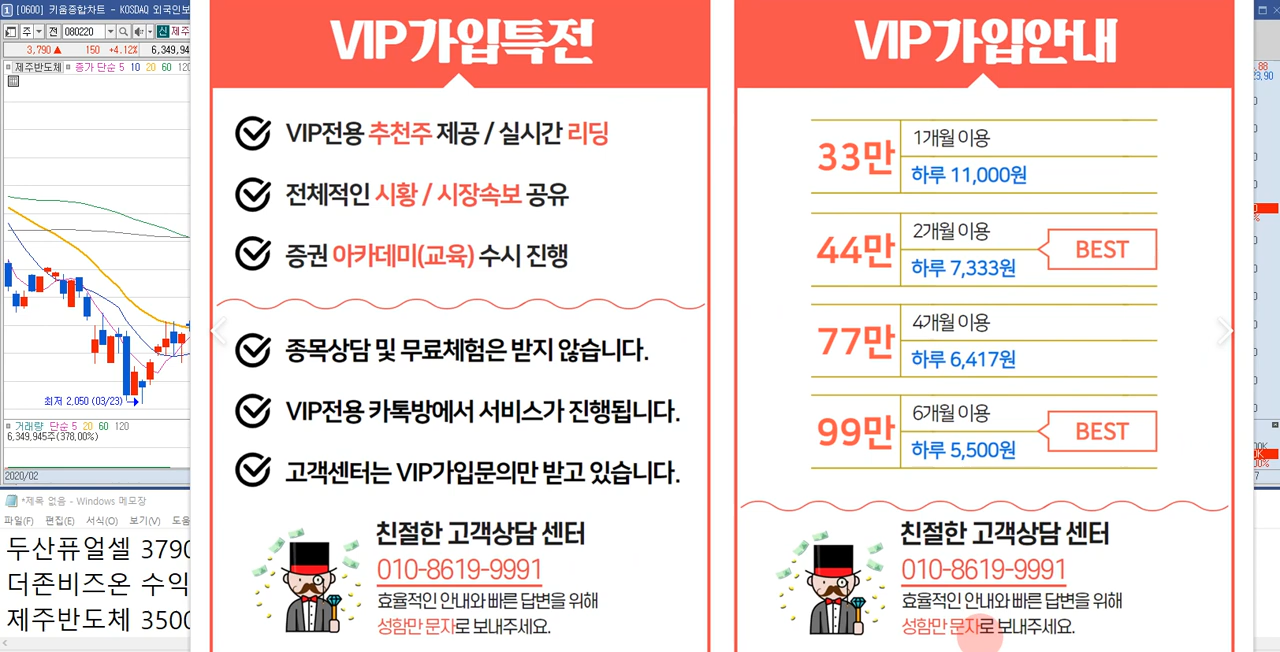 [0600] 키움종합차트 - KOSDAQ 외국인보
주 전 080220 신 제주
3,790 ▲ 150 +4.12% 6,349,94
제주반도체 종가 단순 5 10 20 60 120
최저 2,050 (03/23)
거래량 단순 5 20 60 120
6,349,945주(378,00%)
2020/02
*제목 없음 - Windows 메모장
파일(F) 편집(E) 서식(O) 보기(V) 도움
두산퓨얼셀 3790
더존비즈온 수익
제주반도체 3500
VIP가입특전
VIP전용 추천주 제공 / 실시간 리딩
전체적인 시황 / 시장속보 공유
증권 아카데미(교육) 수시 진행
종목상담 및 무료체험은 받지 않습니다.
VIP전용 카톡방에서 서비스가 진행됩니다.
고객센터는 VIP가입문의만 받고 있습니다.
친절한 고객상담 센터
010-8619-9991
효율적인 안내와 빠른 답변을 위해
성함만 문자로 보내주세요.
VIP가입안내
33만
1개월 이용
하루 11,000원
44만
2개월 이용
하루 7,333원
BEST
77만
4개월 이용
하루 6,417원
99만
6개월 이용
하루 5,500원
BEST
친절한 고객상담 센터
010-8619-9991
효율적인 안내와 빠른 답변을 위해
성함만 문자로 보내주세요.